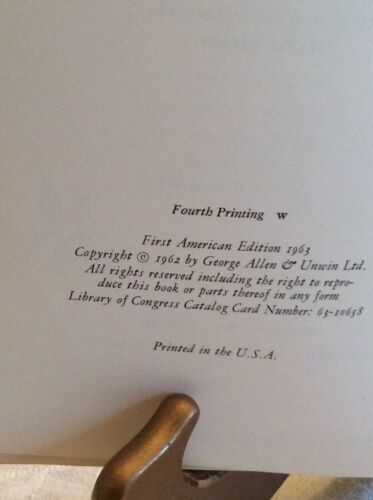 Fourth Printing W
First American Edition 1963
Copyright © 1962 by George Allen & Unwin Ltd.
All rights reserved including the right to repro-
duce this book or parts thereof in any form
Library of Congress Catalog Card Number: 63-10658
Printed in the U.S.A.